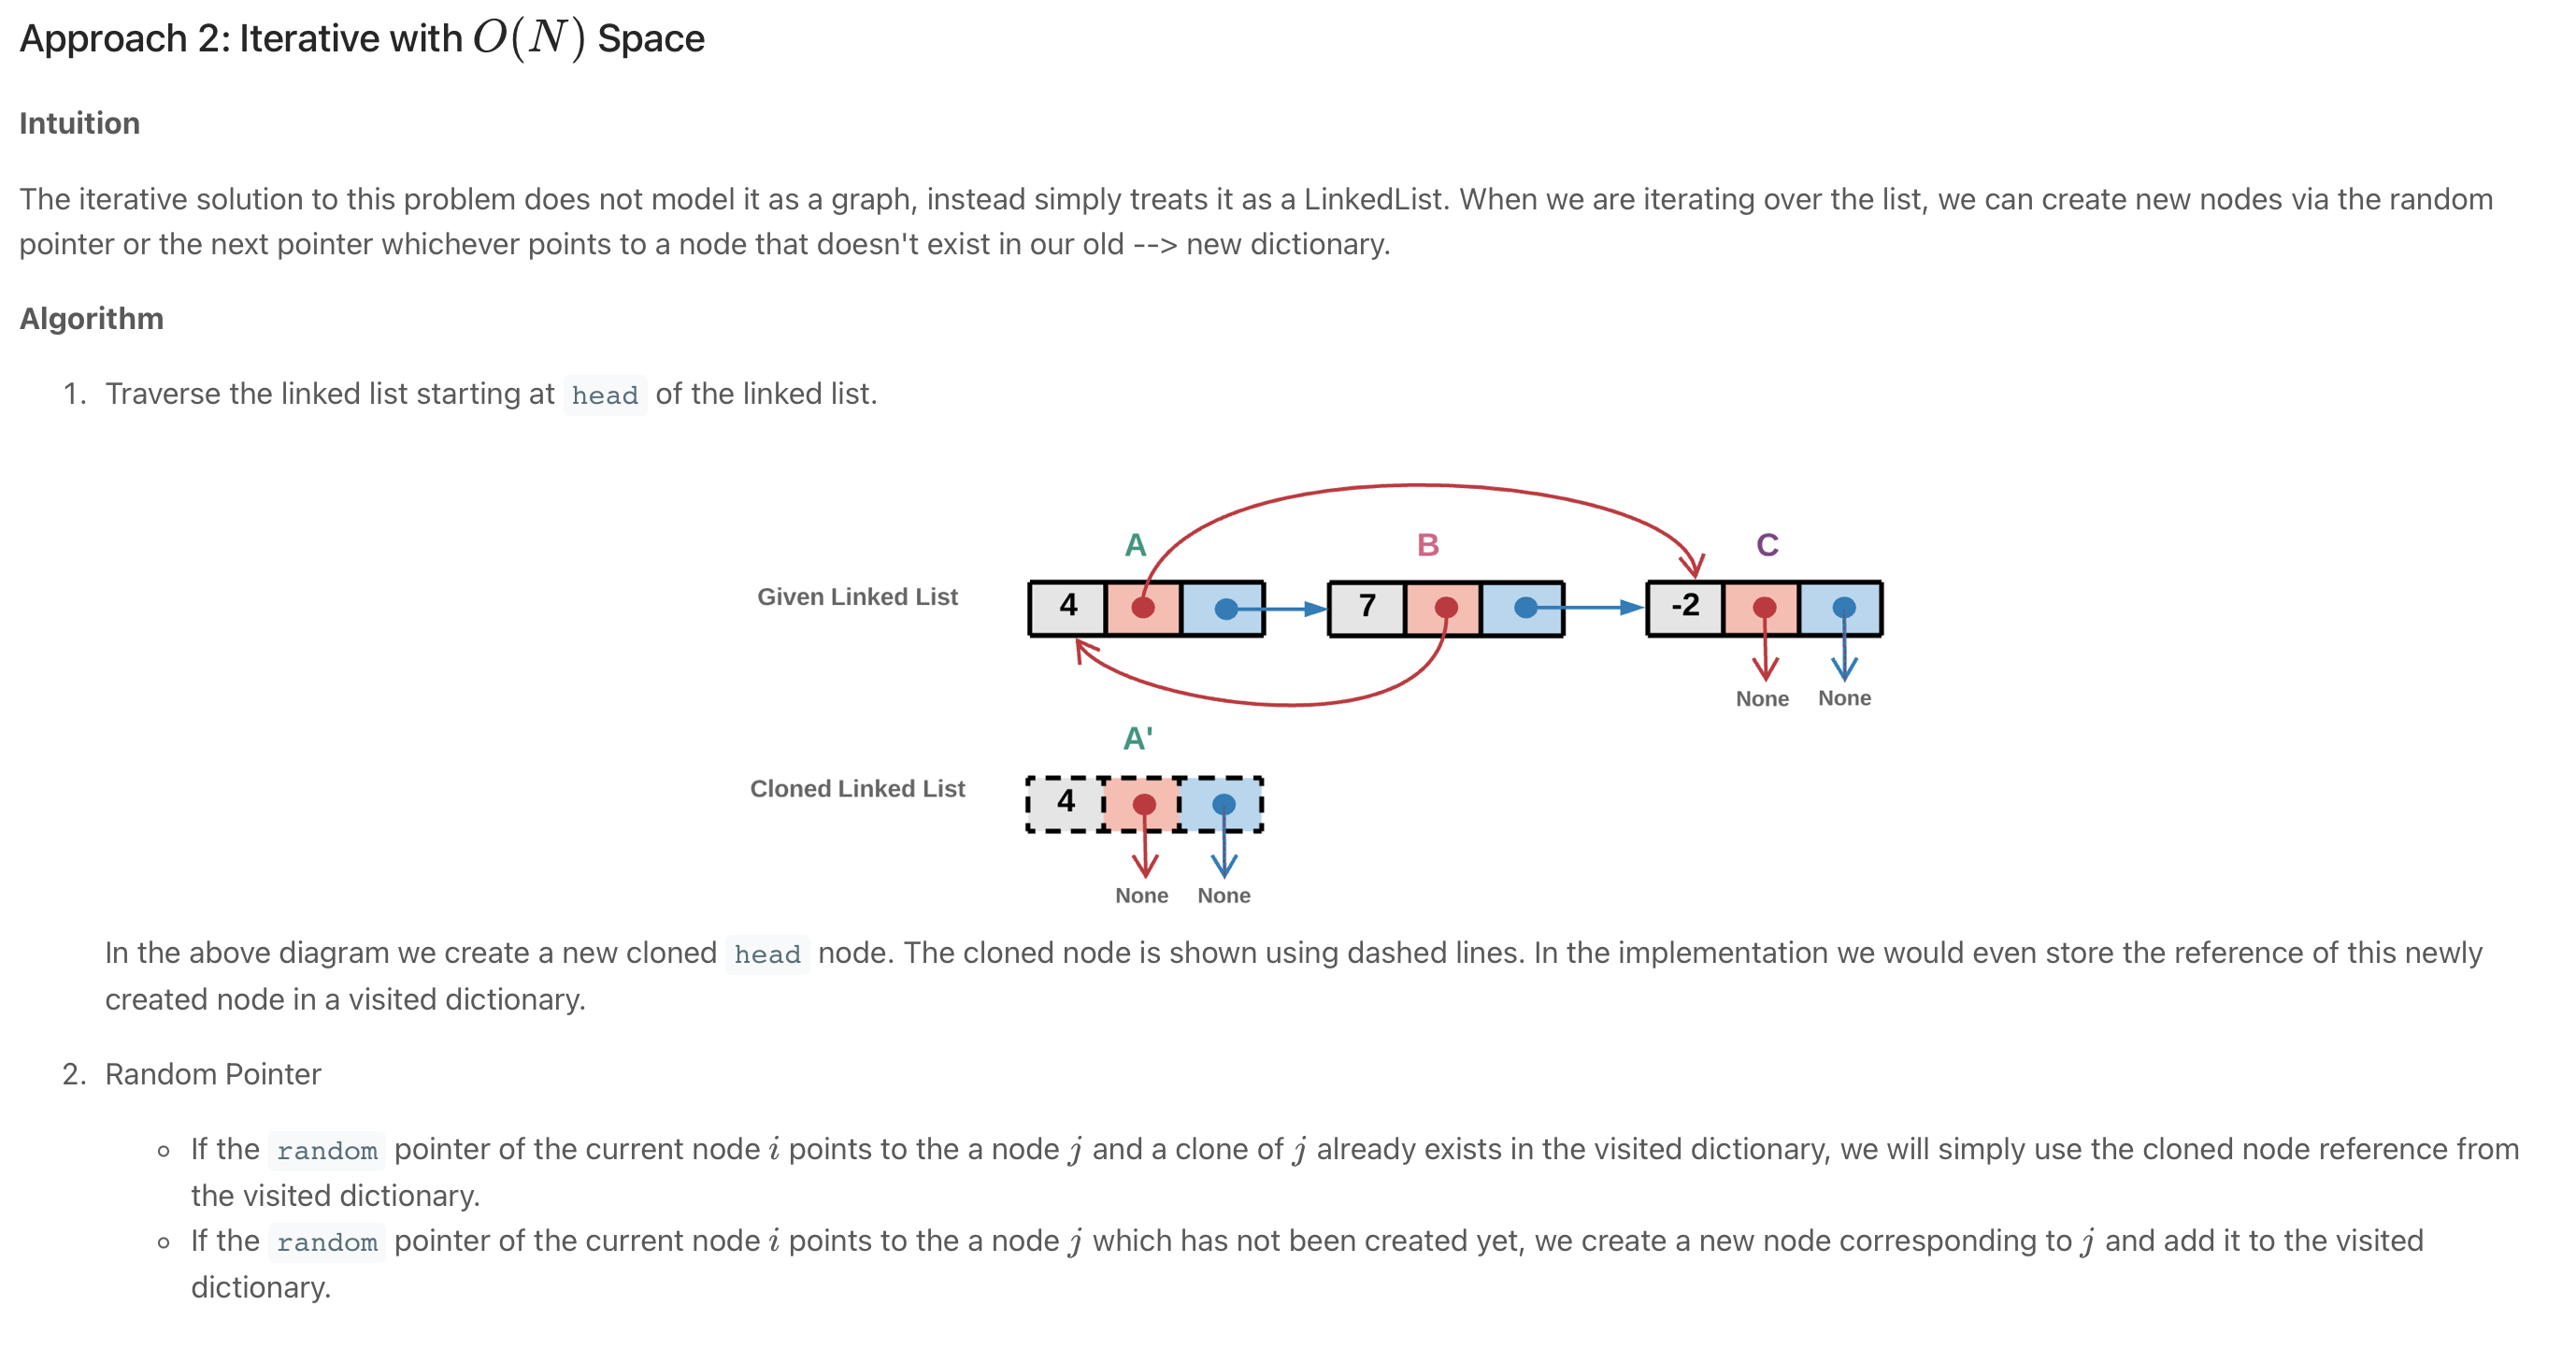 Approach 2: Iterative with O(N) Space
Intuition
The iterative solution to this problem does not model it as a graph, instead simply treats it as a LinkedList. When we are iterating over the list, we can create new nodes via the random
pointer or the next pointer whichever points to a node that doesn't exist in our old --> new dictionary.
Algorithm
1. Traverse the linked list starting at head of the linked list.
A B C
Given Linked List 4 7 -2
None None
A'
Cloned Linked List 4
None None
In the above diagram we create a new cloned head node. The cloned node is shown using dashed lines. In the implementation we would even store the reference of this newly
created node in a visited dictionary.
2. Random Pointer
If the random pointer of the current node i points to the a node j and a clone of j already exists in the visited dictionary, we will simply use the cloned node reference from
the visited dictionary.
If the random pointer of the current node i points to the a node j which has not been created yet, we create a new node corresponding to j and add it to the visited
dictionary.